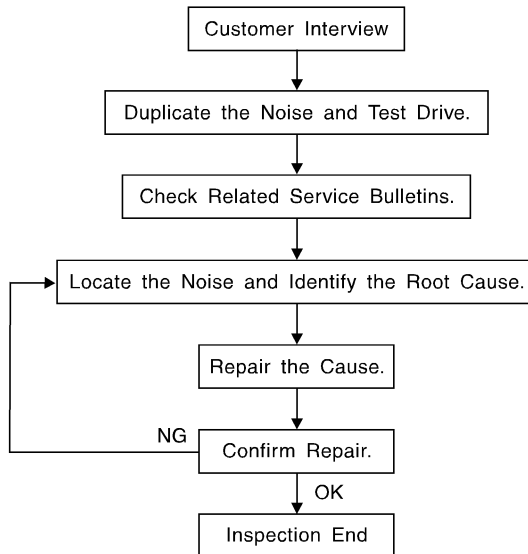 Customer Interview
Duplicate the Noise and Test Drive.
Check Related Service Bulletins.
Locate the Noise and Identify the Root Cause.
Repair the Cause.
NG
Confirm Repair.
OK
Inspection End